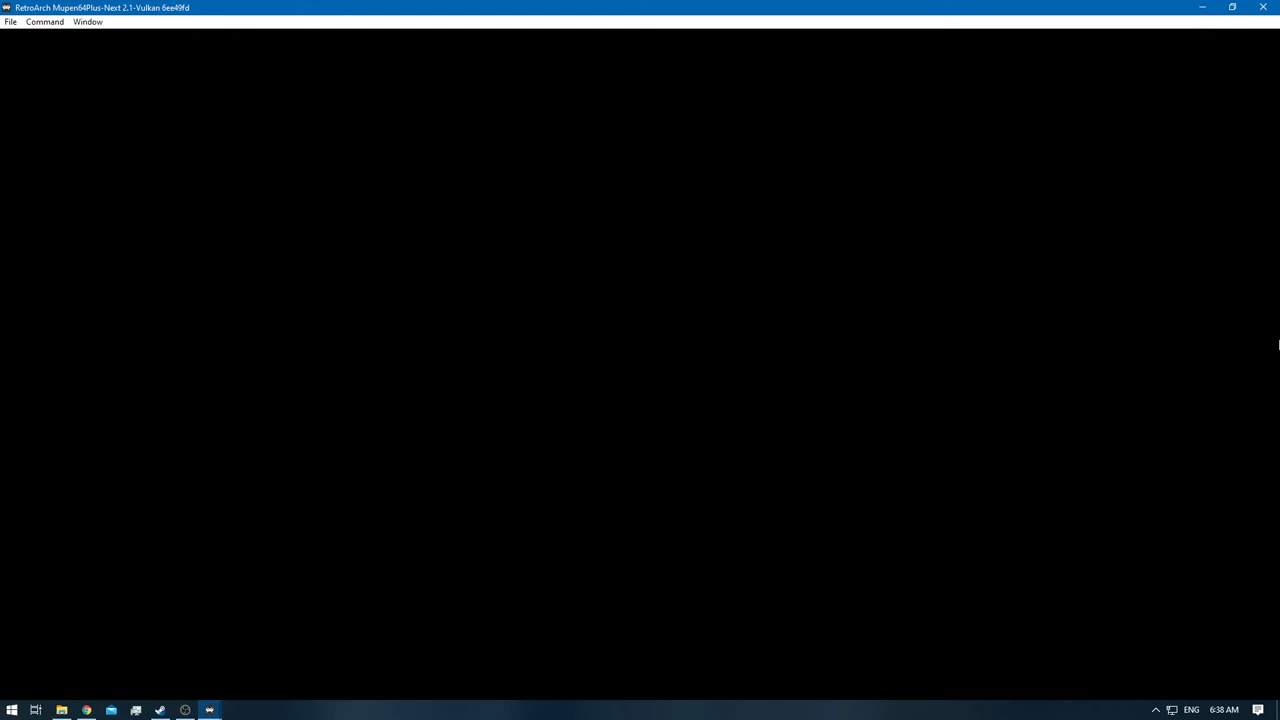 RetroArch Mupen64Plus-Next 2.1-Vulkan 6ee49fd
File Command Window
ENG 6:38 AM